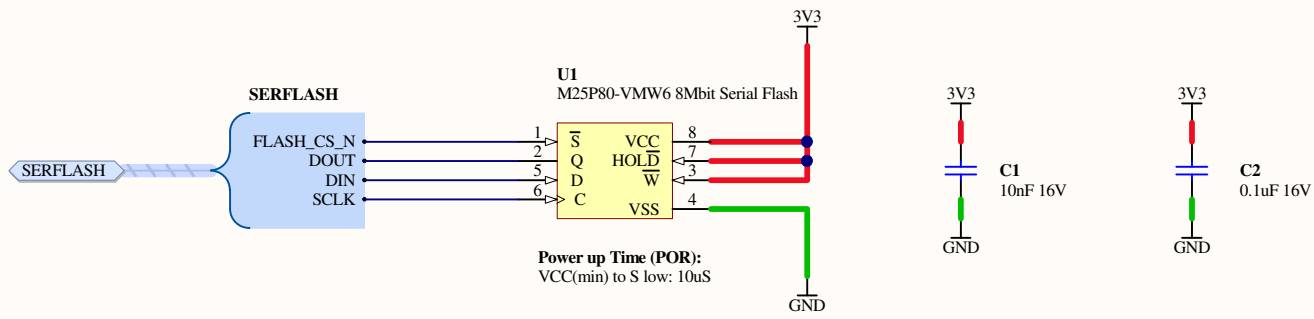 3V3
U1
M25P80-VMW6 8Mbit Serial Flash
SERFLASH
3V3
3V3
SERFLASH
FLASH_CS_N
DOUT
DIN
SCLK
1
2
5
6
S
Q
D
C
VCC
HOLD
W
VSS
8
7
3
4
C1
10nF 16V
C2
0.1uF 16V
GND
GND
Power up Time (POR):
VCC(min) to S low: 10uS
GND